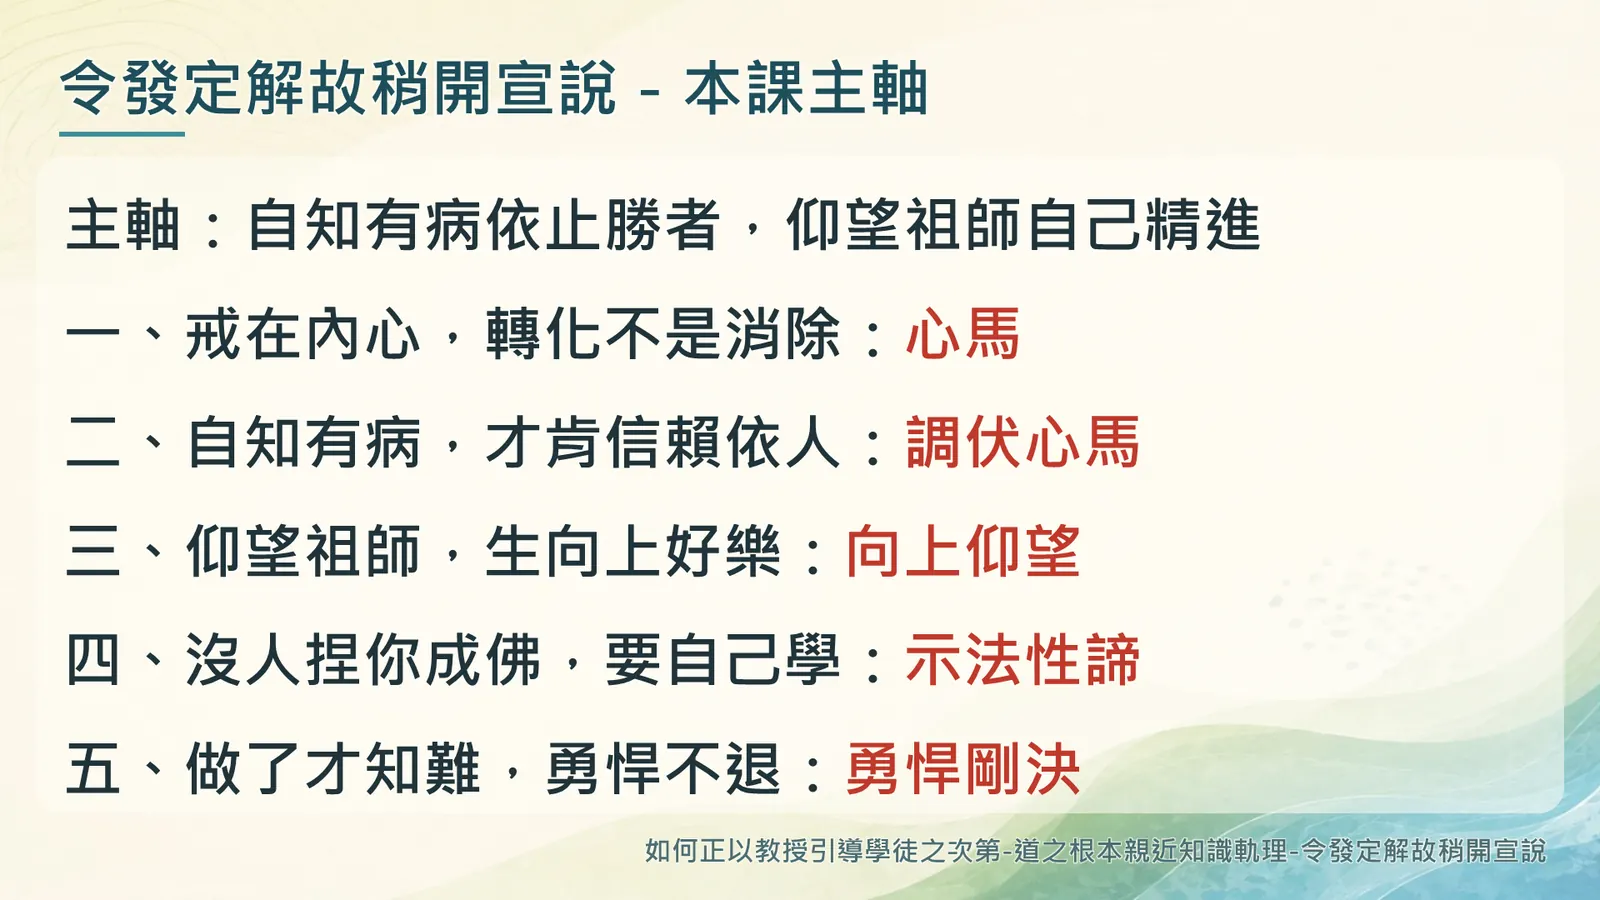 令發定解故稍開宣說 - 本課主軸
主軸：自知有病依止勝者，仰望祖師自己精進
一、戒在內心，轉化不是消除：心馬
二、自知有病，才肯信賴依人：調伏心馬
三、仰望祖師，生向上好樂：向上仰望
四、沒人捏你成佛，要自己學：示法性諦
五、做了才知難，勇悍不退：勇悍剛決
如何正以教授引導學徒之次第-道之根本親近知識軌理-令發定解故稍開宣說